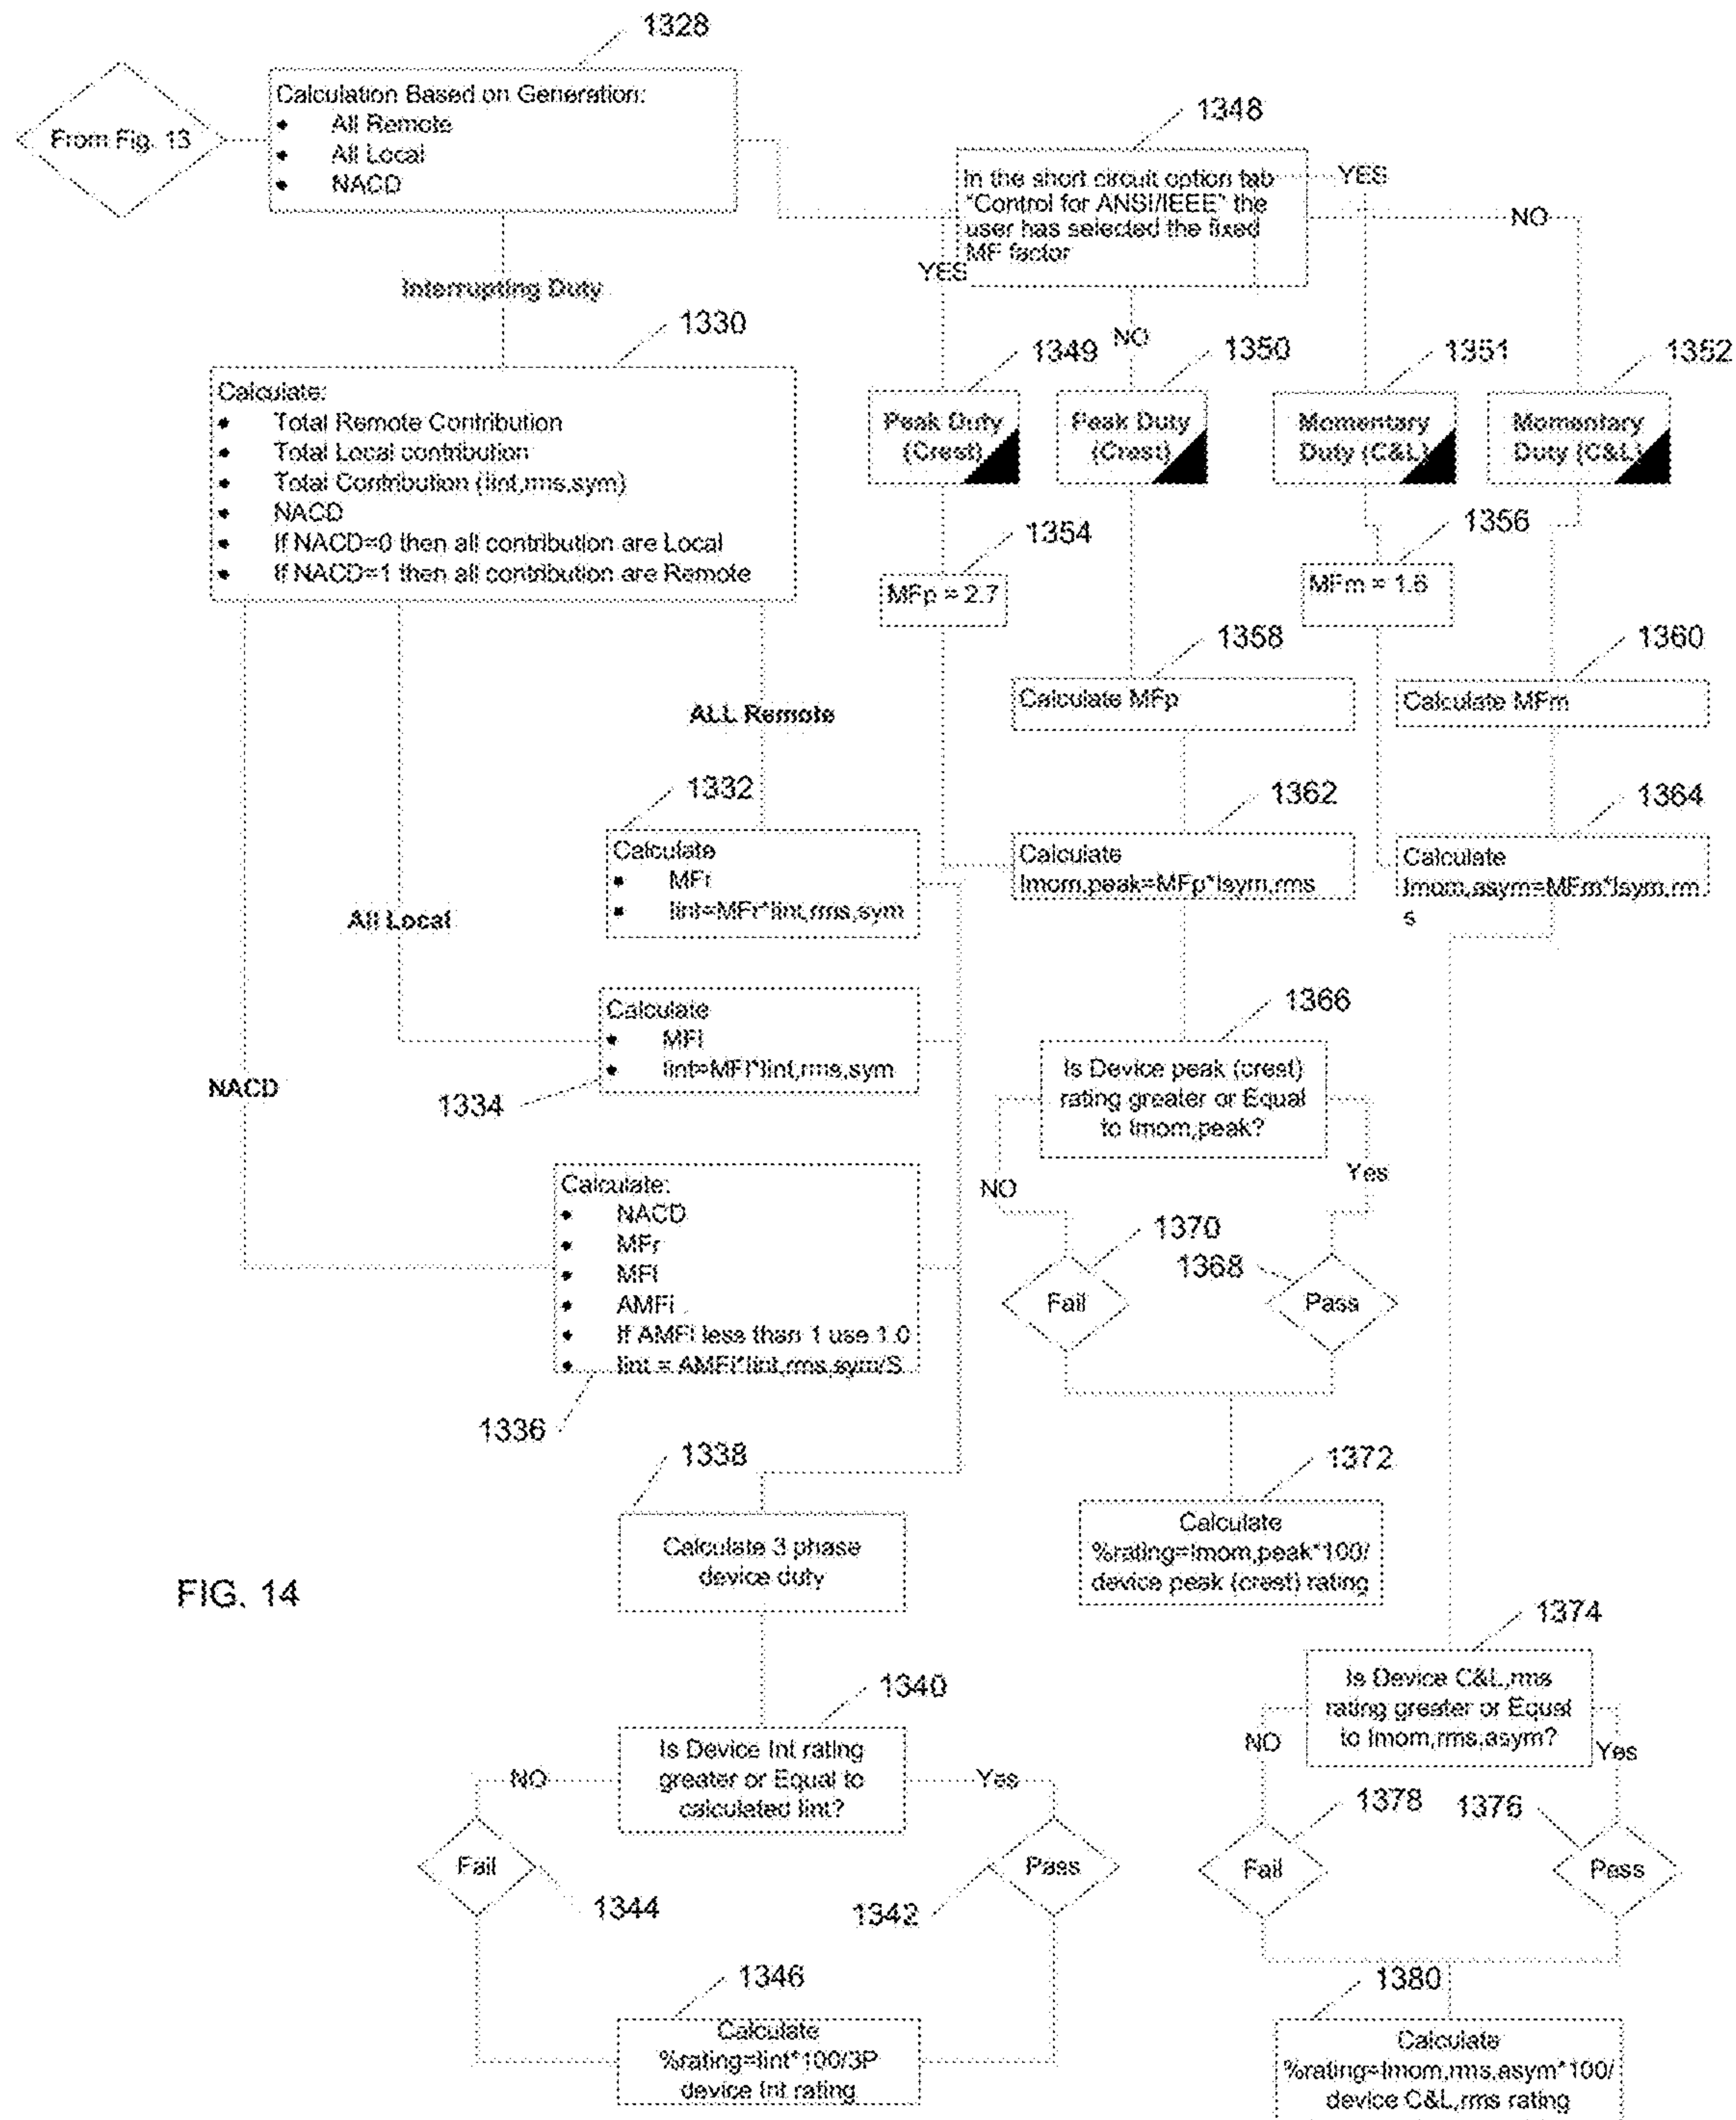 1328
From Fig. 13
Calculation Based on Generation:
• All Remote
• All Local
• NACD
1348
In the short circuit option tab
"Control for ANSI/IEEE" the
user has selected the fixed
MF factor
YES
NO
YES
NO
Interrupting Duty
1330
Calculate:
• Total Remote Contribution
• Total Local contribution
• Total Contribution (Iint,rms,sym)
• NACD
• If NACD=0 then all contribution are Local
• If NACD=1 then all contribution are Remote
1349
Peak Duty
(Crest)
1350
Peak Duty
(Crest)
1351
Momentary
Duty (C&L)
1352
Momentary
Duty (C&L)
1354
MFp = 2.7
1356
MFm = 1.6
1358
Calculate MFp
1360
Calculate MFm
ALL Remote
1332
Calculate
• MFr
• Iint=MFr*Iint,rms,sym
1362
Calculate
Imom,peak=MFp*Isym,rms
1364
Calculate
Imom,asym=MFm*Isym,rm
s
All Local
1334
Calculate
• MFl
• Iint=MFl*Iint,rms,sym
1366
Is Device peak (crest)
rating greater or Equal
to Imom,peak?
NO
Yes
NACD
1336
Calculate:
• NACD
• MFr
• MFl
• AMFi
• If AMFi less than 1 use 1.0
• Iint = AMFi*Iint,rms,sym/S
1370
Fail
1368
Pass
1338
Calculate 3 phase
device duty
1372
Calculate
%rating=Imom,peak*100/
device peak (crest) rating
FIG. 14
1374
Is Device C&L,rms
rating greater or Equal
to Imom,rms,asym?
NO
Yes
1340
Is Device Int rating
greater or Equal to
calculated Iint?
NO
Yes
Fail
1344
Pass
1342
1378
Fail
1376
Pass
1346
Calculate
%rating=Iint*100/3P
device Int rating
1380
Calculate
%rating=Imom,rms,asym*100/
device C&L,rms rating